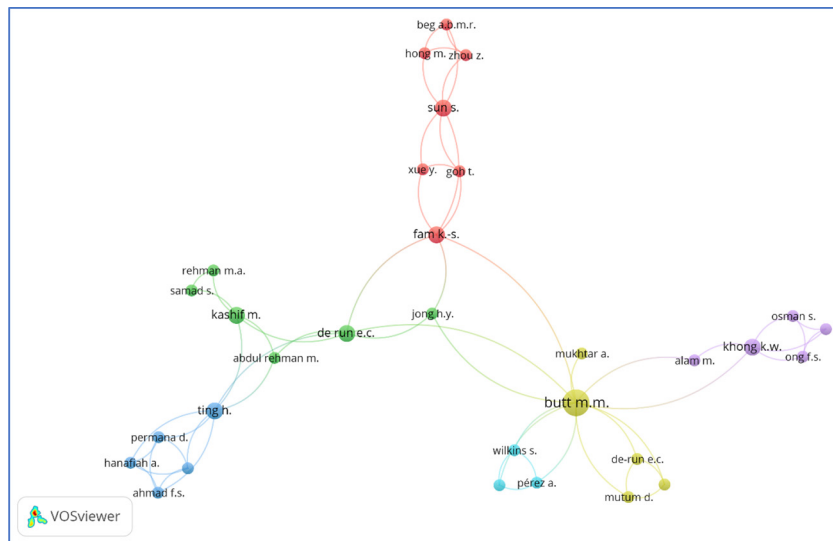 beg a.b.m.r.
hong m.
zhou z.
sun s.
xue y.
goh t.
fam k.-s.
rehman m.a.
samad s.
kashif m.
de run e.c.
jong h.y.
osman s.
khong k.w.
ong f.s.
mukhtar a.
alam m.
abdul rehman m.
butt m.m.
ting h.
permana d.
hanafiah a.
ahmad f.s.
wilkins s.
pérez a.
de-run e.c.
mutum d.
VOSviewer